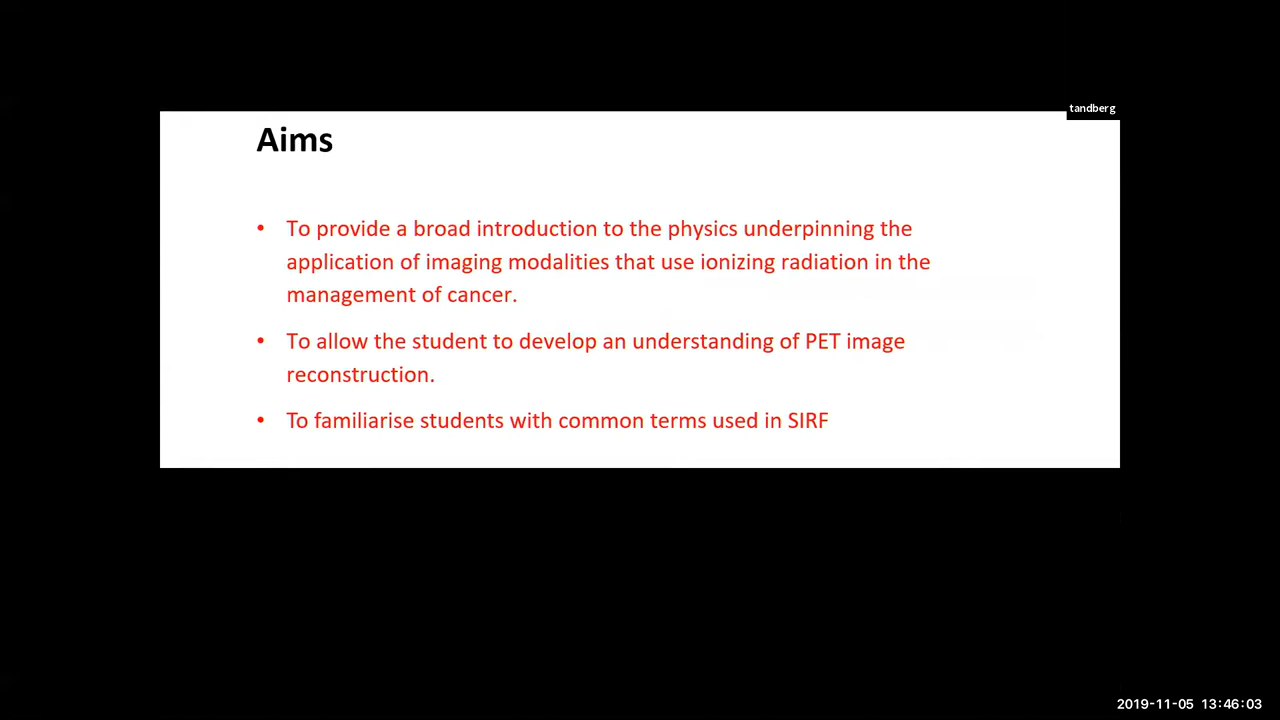 tandberg
Aims
• To provide a broad introduction to the physics underpinning the
application of imaging modalities that use ionizing radiation in the
management of cancer.
• To allow the student to develop an understanding of PET image
reconstruction.
• To familiarise students with common terms used in SIRF
2019-11-05 13:46:03